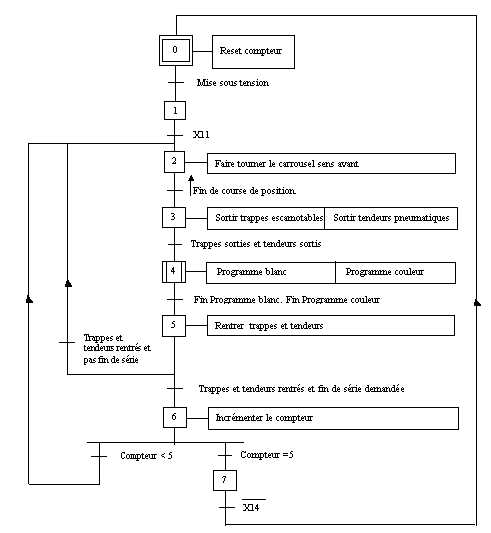 0
Reset compteur
Mise sous tension
1
X11
2
Faire tourner le carrousel sens avant
Fin de course de position.
3
Sortir trappes escamotables
Sortir tendeurs pneumatiques
Trappes sorties et tendeurs sortis
4
Programme blanc
Programme couleur
Fin Programme blanc. Fin Programme couleur
5
Rentrer trappes et tendeurs
Trappes et
tendeurs rentrés et
pas fin de série
Trappes et tendeurs rentrés et fin de série demandée
6
Incrémenter le compteur
Compteur < 5
Compteur =5
7
X14